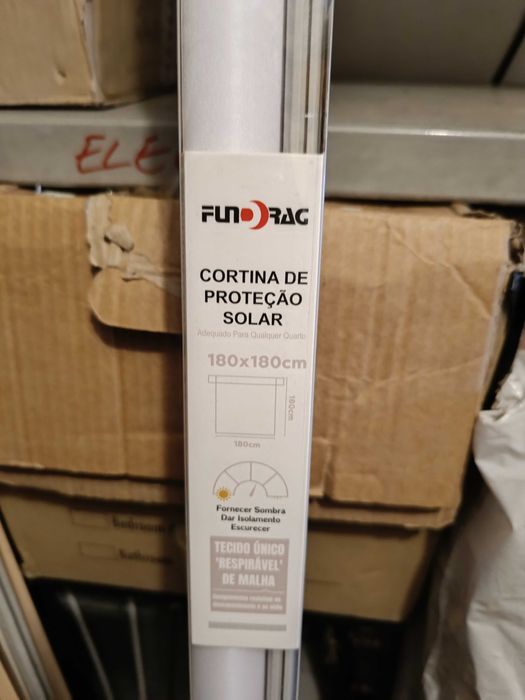 ELE
FUNDRAG
CORTINA DE
PROTEÇÃO
SOLAR
Adequado Para Qualquer Quarto
180x180cm
180cm
180cm
Fornecer Sombra
Dar Isolamento
Escurecer
TECIDO ÚNICO
'RESPIRÁVEL'
DE MALHA